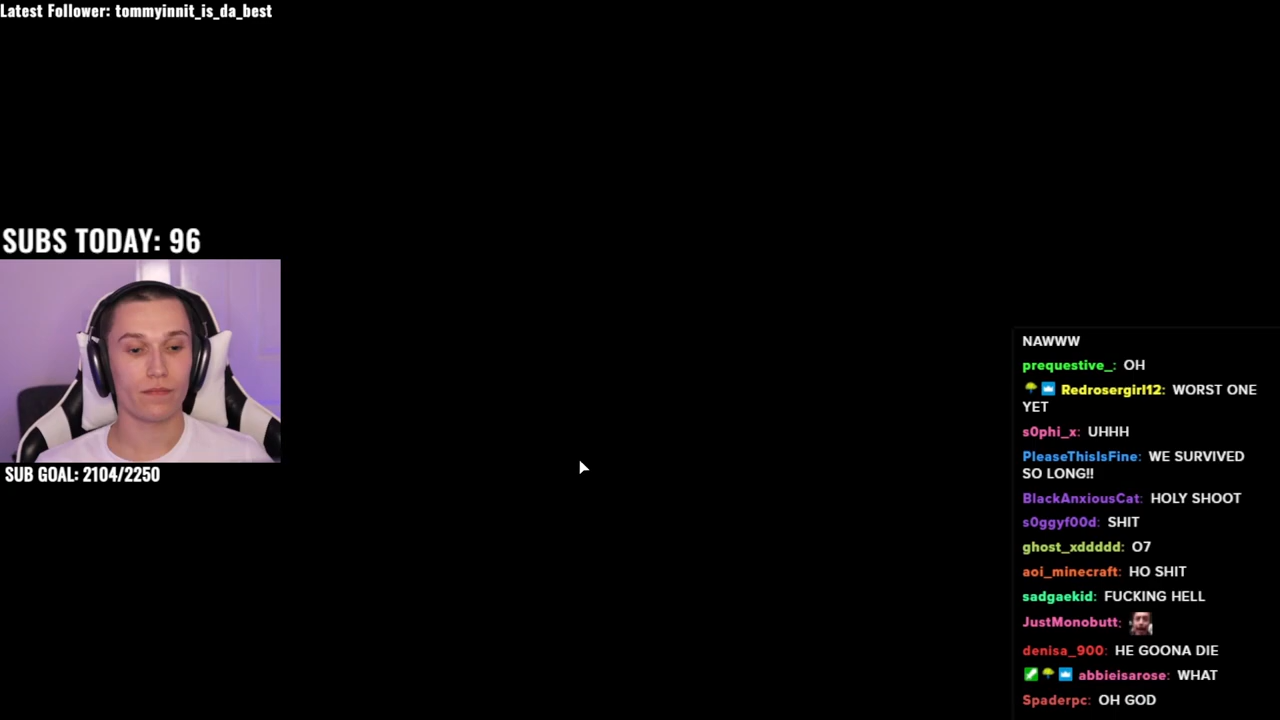 Latest Follower: tommyinnit_is_da_best
SUBS TODAY: 96
SUB GOAL: 2104/2250
NAWWW
prequestive_: OH
Redrosergirl12: WORST ONE
YET
s0phi_x: UHHH
PleaseThisIsFine: WE SURVIVED
SO LONG!!
BlackAnxiousCat: HOLY SHOOT
s0ggyf00d: SHIT
ghost_xddddd: O7
aoi_minecraft: HO SHIT
sadgaekid: FUCKING HELL
JustMonobutt:
denisa_900: HE GOONA DIE
abbieisarose: WHAT
Spaderpc: OH GOD